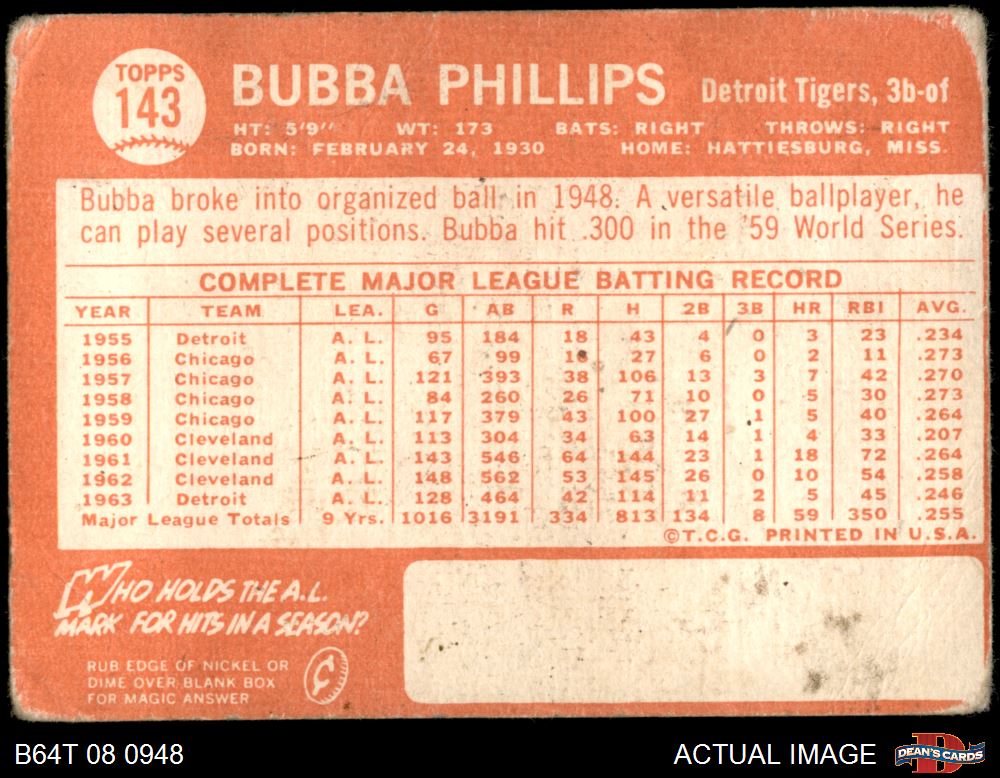 TOPPS
143
BUBBA PHILLIPS Detroit Tigers, 3b-of
HT: 5'9" WT: 173 BATS: RIGHT THROWS: RIGHT
BORN: FEBRUARY 24, 1930 HOME: HATTIESBURG, MISS.
Bubba broke into organized ball in 1948. A versatile ballplayer, he
can play several positions. Bubba hit .300 in the '59 World Series.
COMPLETE MAJOR LEAGUE BATTING RECORD
YEAR TEAM LEA. G AB R H 2B 3B HR RBI AVG.
1955 Detroit A. L. 95 184 18 43 4 0 3 23 .234
1956 Chicago A. L. 67 99 16 27 6 0 2 11 .273
1957 Chicago A. L. 121 393 38 106 13 3 7 42 .270
1958 Chicago A. L. 84 260 26 71 10 0 5 30 .273
1959 Chicago A. L. 117 379 43 100 27 1 5 40 .264
1960 Cleveland A. L. 113 304 34 63 14 1 4 33 .207
1961 Cleveland A. L. 143 546 64 144 23 1 18 72 .264
1962 Cleveland A. L. 148 562 53 145 26 0 10 54 .258
1963 Detroit A. L. 128 464 42 114 11 2 5 45 .246
Major League Totals 9 Yrs. 1016 3191 334 813 134 8 59 350 .255
©T.C.G. PRINTED IN U.S.A.
WHO HOLDS THE A.L.
MARK FOR HITS IN A SEASON?
RUB EDGE OF NICKEL OR
DIME OVER BLANK BOX
FOR MAGIC ANSWER
B64T 08 0948 ACTUAL IMAGE DEAN'S CARDS